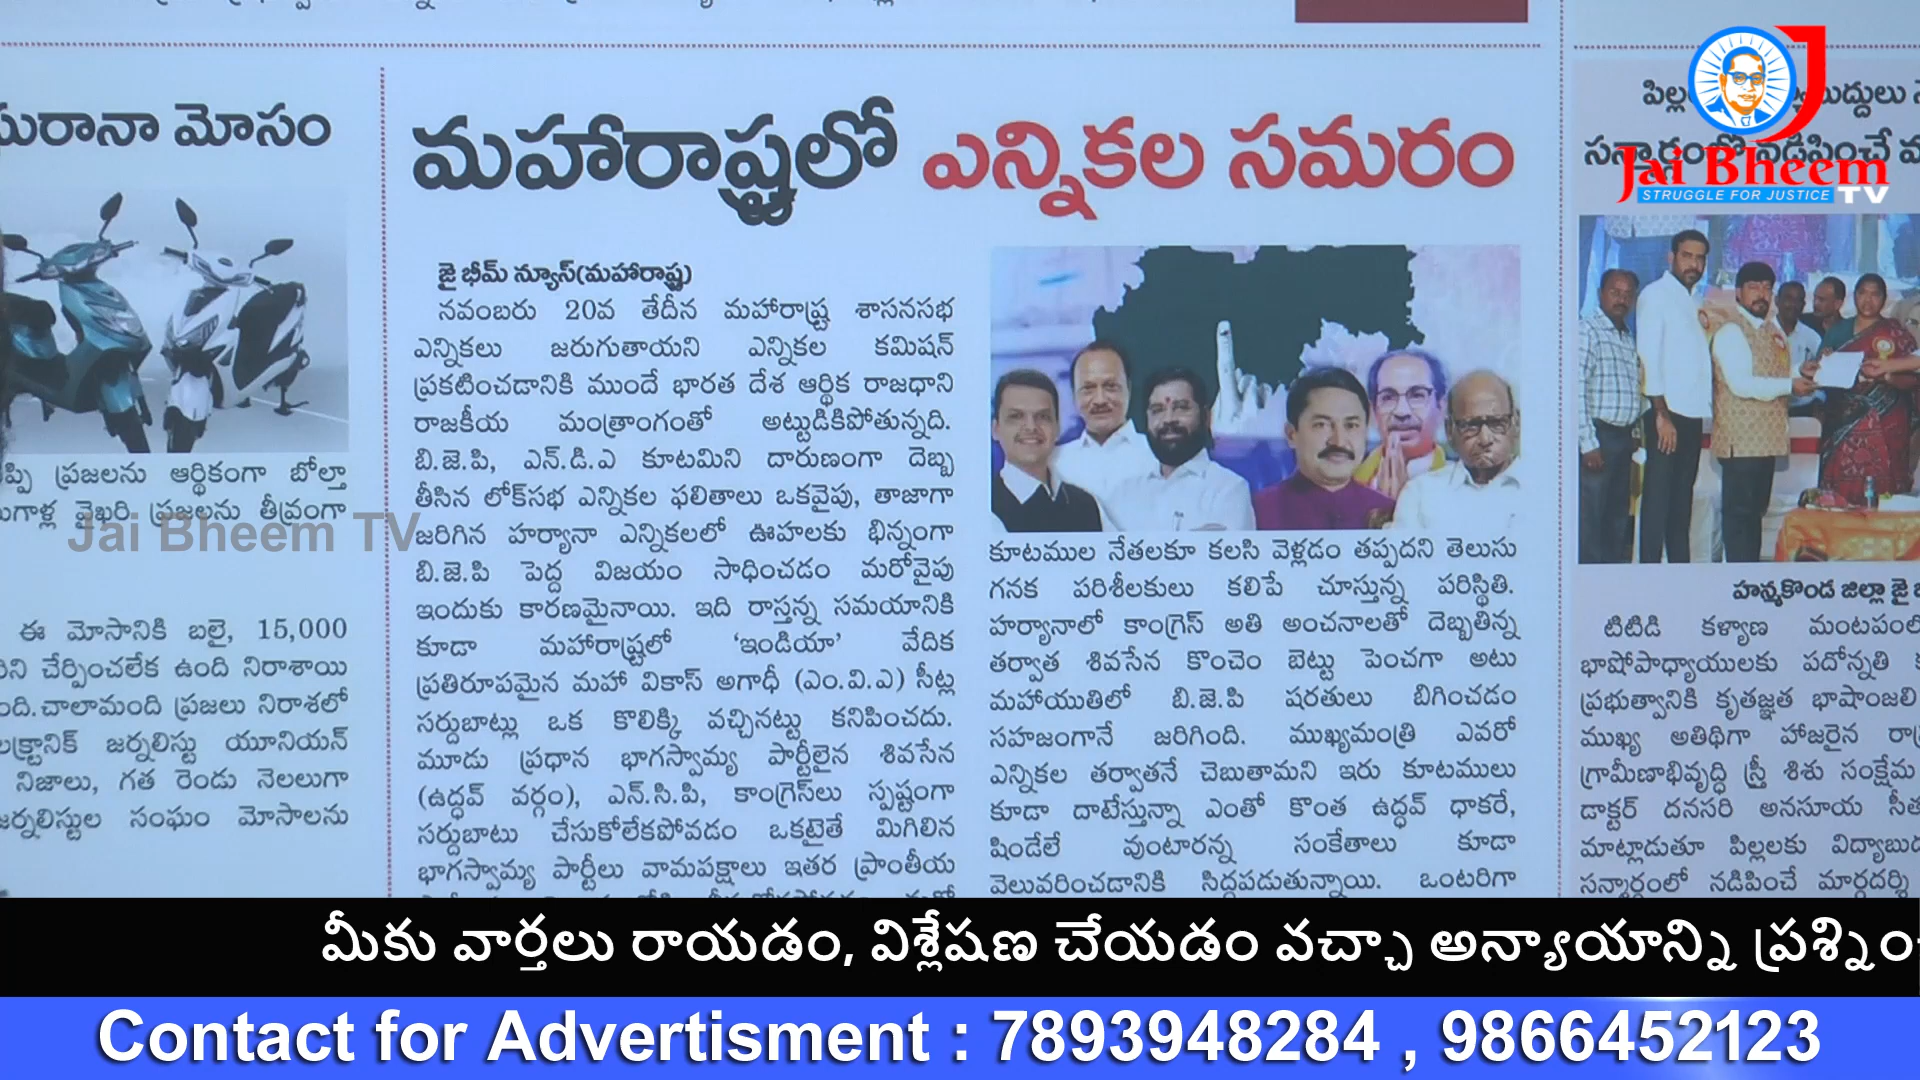 మహారాష్ట్రలో ఎన్నికల సమరం
జై భీమ్ న్యూస్(మహారాష్ట్ర)
నవంబరు 20వ తేదీన మహారాష్ట్ర శాసనసభ
ఎన్నికలు జరుగుతాయని ఎన్నికల కమిషన్
ప్రకటించడానికి ముందే భారత దేశ ఆర్థిక రాజధాని
రాజకీయ మంత్రాంగంతో అట్టుడికిపోతున్నది.
బి.జె.పి, ఎన్.డి.ఎ కూటమిని దారుణంగా దెబ్బ
తీసిన లోక్‌సభ ఎన్నికల ఫలితాలు ఒకవైపు, తాజాగా
జరిగిన హర్యానా ఎన్నికలలో ఊహలకు భిన్నంగా
బి.జె.పి పెద్ద విజయం సాధించడం మరోవైపు
ఇందుకు కారణమైనాయి. ఇది రాస్తన్న సమయానికి
కూడా మహారాష్ట్రలో 'ఇండియా' వేదిక
ప్రతిరూపమైన మహా వికాస్ అగాధీ (ఎం.వి.ఎ) సీట్ల
సర్దుబాట్లు ఒక కొలిక్కి వచ్చినట్టు కనిపించదు.
మూడు ప్రధాన భాగస్వామ్య పార్టీలైన శివసేన
(ఉద్ధవ్ వర్గం), ఎన్.సి.పి, కాంగ్రెస్‌లు స్పష్టంగా
సర్దుబాటు చేసుకోలేకపోవడం ఒకటైతే మిగిలిన
భాగస్వామ్య పార్టీలు వామపక్షాలు ఇతర ప్రాంతీయ
కూటముల నేతలకూ కలసి వెళ్లడం తప్పదని తెలుసు
గనక పరిశీలకులు కలిపే చూస్తున్న పరిస్థితి.
హర్యానాలో కాంగ్రెస్ అతి అంచనాలతో దెబ్బతిన్న
తర్వాత శివసేన కొంచెం బెట్టు పెంచగా అటు
మహాయుతిలో బి.జె.పి షరతులు బిగించడం
సహజంగానే జరిగింది. ముఖ్యమంత్రి ఎవరో
ఎన్నికల తర్వాతనే చెబుతామని ఇరు కూటములు
కూడా దాటేస్తున్నా ఎంతో కొంత ఉద్ధవ్ ధాకరే,
షిండేలే వుంటారన్న సంకేతాలు కూడా
వెలువరించడానికి సిద్ధపడుతున్నాయి. ఒంటరిగా
మోసం
ప్రజలను ఆర్థికంగా బోల్తా
వైఖరి ప్రజలను తీవ్రంగా
ఈ మోసానికి బలై, 15,000
చేర్పించలేక ఉంది నిరాశాయి
చాలామంది ప్రజలు నిరాశలో
జర్నలిస్టు యూనియన్
నిజాలు, గత రెండు నెలలుగా
జర్నలిస్టుల సంఘం మోసాలను
హన్మకొండ జిల్లా జై
టిటిడి కళ్యాణ మంటపంలో
భాషోపాధ్యాయులకు పదోన్నతి
ప్రభుత్వానికి కృతజ్ఞత భాషాంజలి
ముఖ్య అతిథిగా హాజరైన
గ్రామీణాభివృద్ధి స్త్రీ శిశు సంక్షేమ
డాక్టర్ దనసరి అనసూయ
మాట్లాడుతూ పిల్లలకు
సన్మార్గంలో నడిపించే మార్గదర్శి
Jai Bheem TV
STRUGGLE FOR JUSTICE
Jai Bheem TV
మీకు వార్తలు రాయడం, విశ్లేషణ చేయడం వచ్చా అన్యాయాన్ని
Contact for Advertisment : 7893948284 , 9866452123